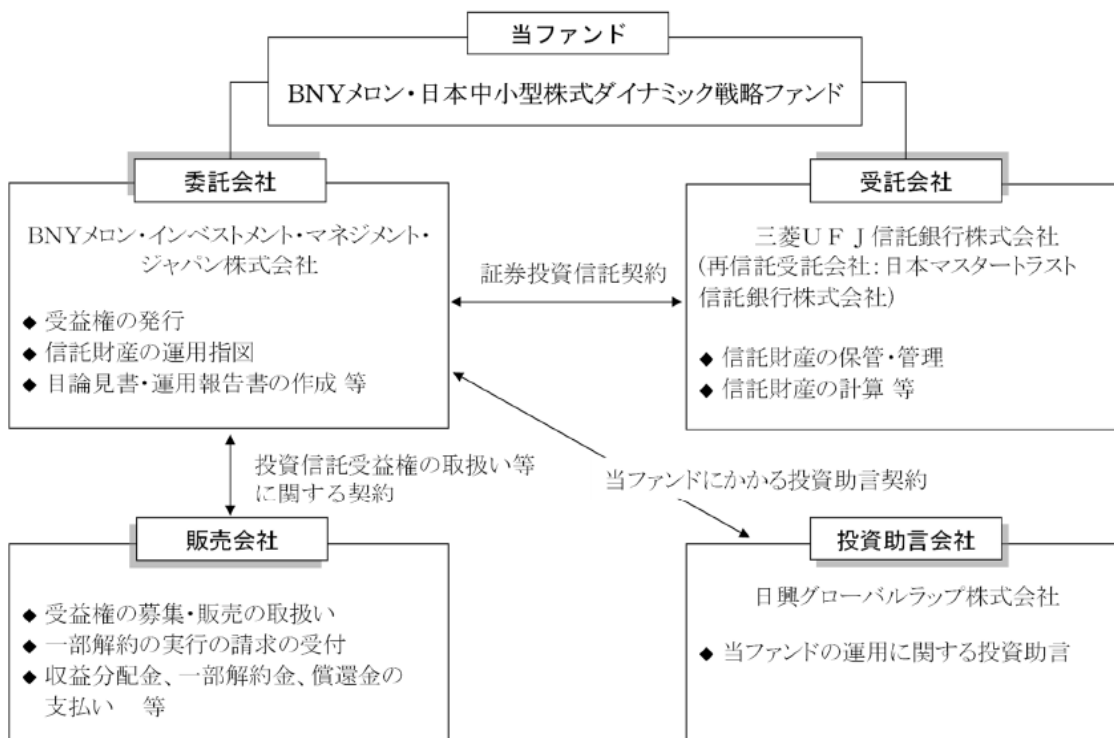 当ファンド
BNYメロン・日本中小型株式ダイナミック戦略ファンド
委託会社
BNYメロン・インベストメント・マネジメント・
ジャパン株式会社
◆ 受益権の発行
◆ 信託財産の運用指図
◆ 目論見書・運用報告書の作成 等
証券投資信託契約
受託会社
三菱UFJ信託銀行株式会社
(再信託受託会社:日本マスタートラスト
信託銀行株式会社)
◆ 信託財産の保管・管理
◆ 信託財産の計算 等
投資信託受益権の取扱い等
に関する契約
当ファンドにかかる投資助言契約
販売会社
◆ 受益権の募集・販売の取扱い
◆ 一部解約の実行の請求の受付
◆ 収益分配金、一部解約金、償還金の
支払い 等
投資助言会社
日興グローバルラップ株式会社
◆ 当ファンドの運用に関する投資助言